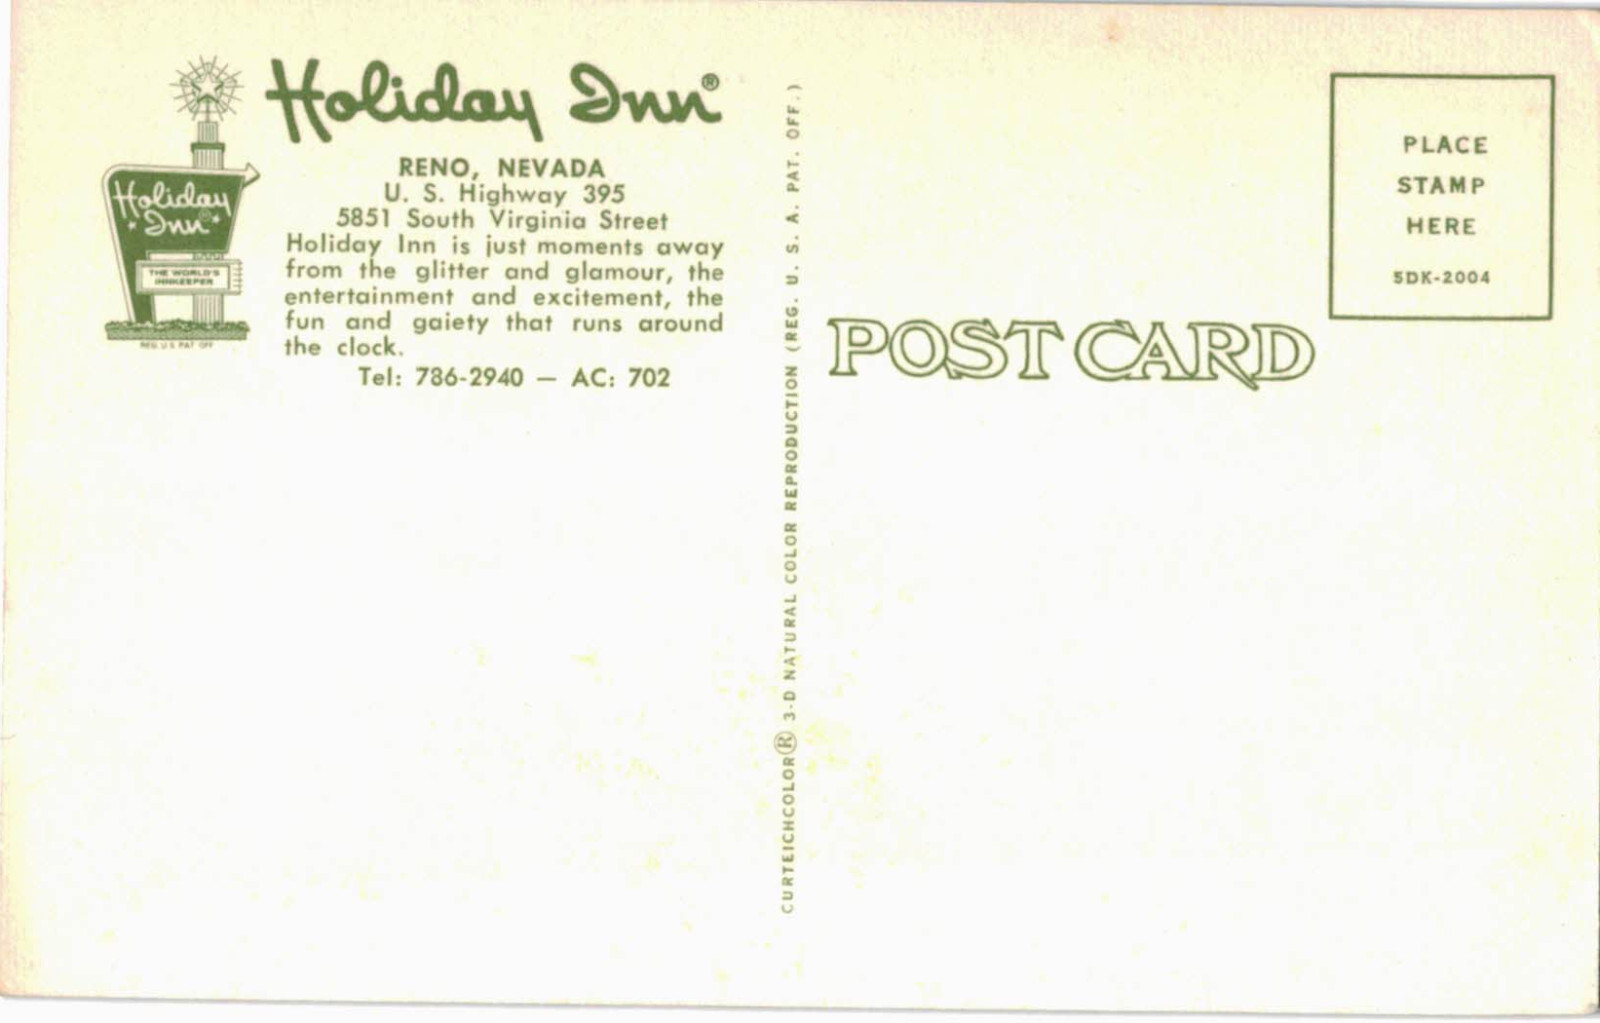 Holiday Inn®
RENO, NEVADA
U. S. Highway 395
5851 South Virginia Street
Holiday Inn is just moments away
from the glitter and glamour, the
entertainment and excitement, the
fun and gaiety that runs around
the clock.
Tel: 786-2940 — AC: 702
Holiday
Inn®
THE WORLD'S
INNKEEPER
REG. U.S. PAT. OFF.
CURTEICHCOLOR® 3-D NATURAL COLOR REPRODUCTION (REG. U. S. A. PAT. OFF.)
POST CARD
PLACE
STAMP
HERE
5DK-2004